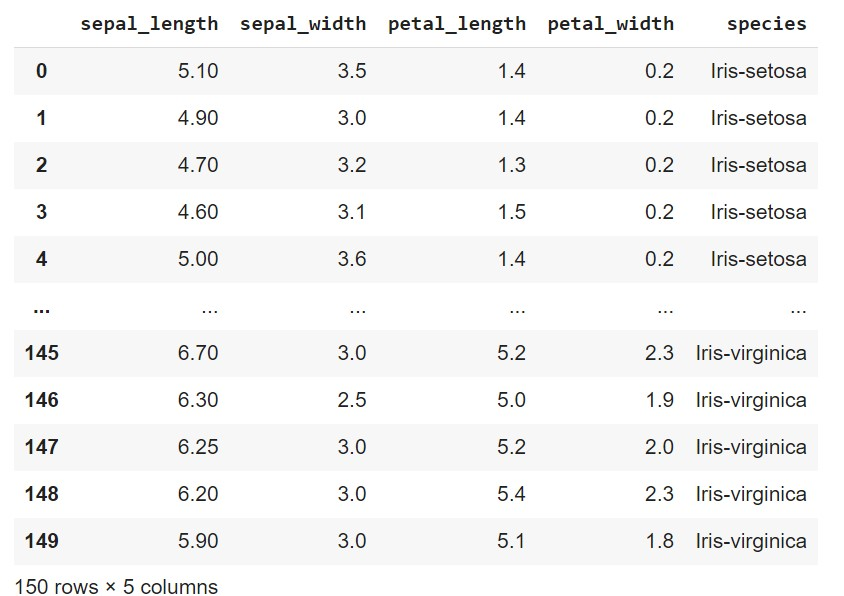 sepal_length sepal_width petal_length petal_width species
0 5.10 3.5 1.4 0.2 Iris-setosa
1 4.90 3.0 1.4 0.2 Iris-setosa
2 4.70 3.2 1.3 0.2 Iris-setosa
3 4.60 3.1 1.5 0.2 Iris-setosa
4 5.00 3.6 1.4 0.2 Iris-setosa
... ... ... ... ... ...
145 6.70 3.0 5.2 2.3 Iris-virginica
146 6.30 2.5 5.0 1.9 Iris-virginica
147 6.25 3.0 5.2 2.0 Iris-virginica
148 6.20 3.0 5.4 2.3 Iris-virginica
149 5.90 3.0 5.1 1.8 Iris-virginica
150 rows × 5 columns